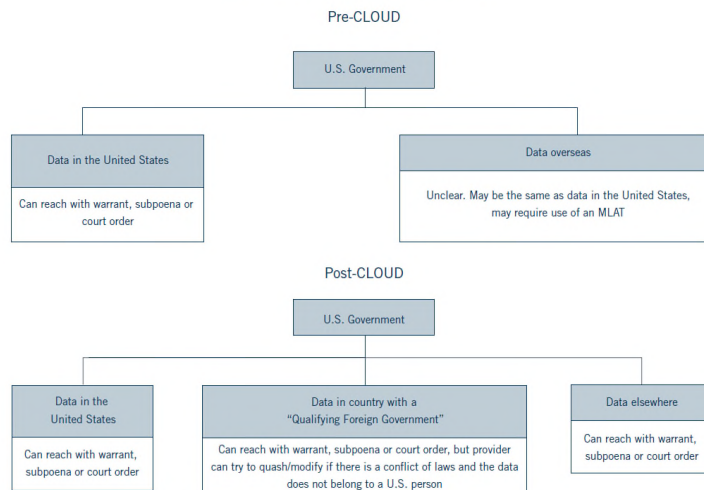 Pre-CLOUD
U.S. Government
Data in the United States
Can reach with warrant, subpoena or
court order
Data overseas
Unclear. May be the same as data in the United States,
may require use of an MLAT
Post-CLOUD
U.S. Government
Data in the
United States
Can reach with warrant,
subpoena or court order
Data in country with a
“Qualifying Foreign Government”
Can reach with warrant, subpoena or court order, but provider
can try to quash/modify if there is a conflict of laws and the data
does not belong to a U.S. person
Data elsewhere
Can reach with warrant,
subpoena or court order